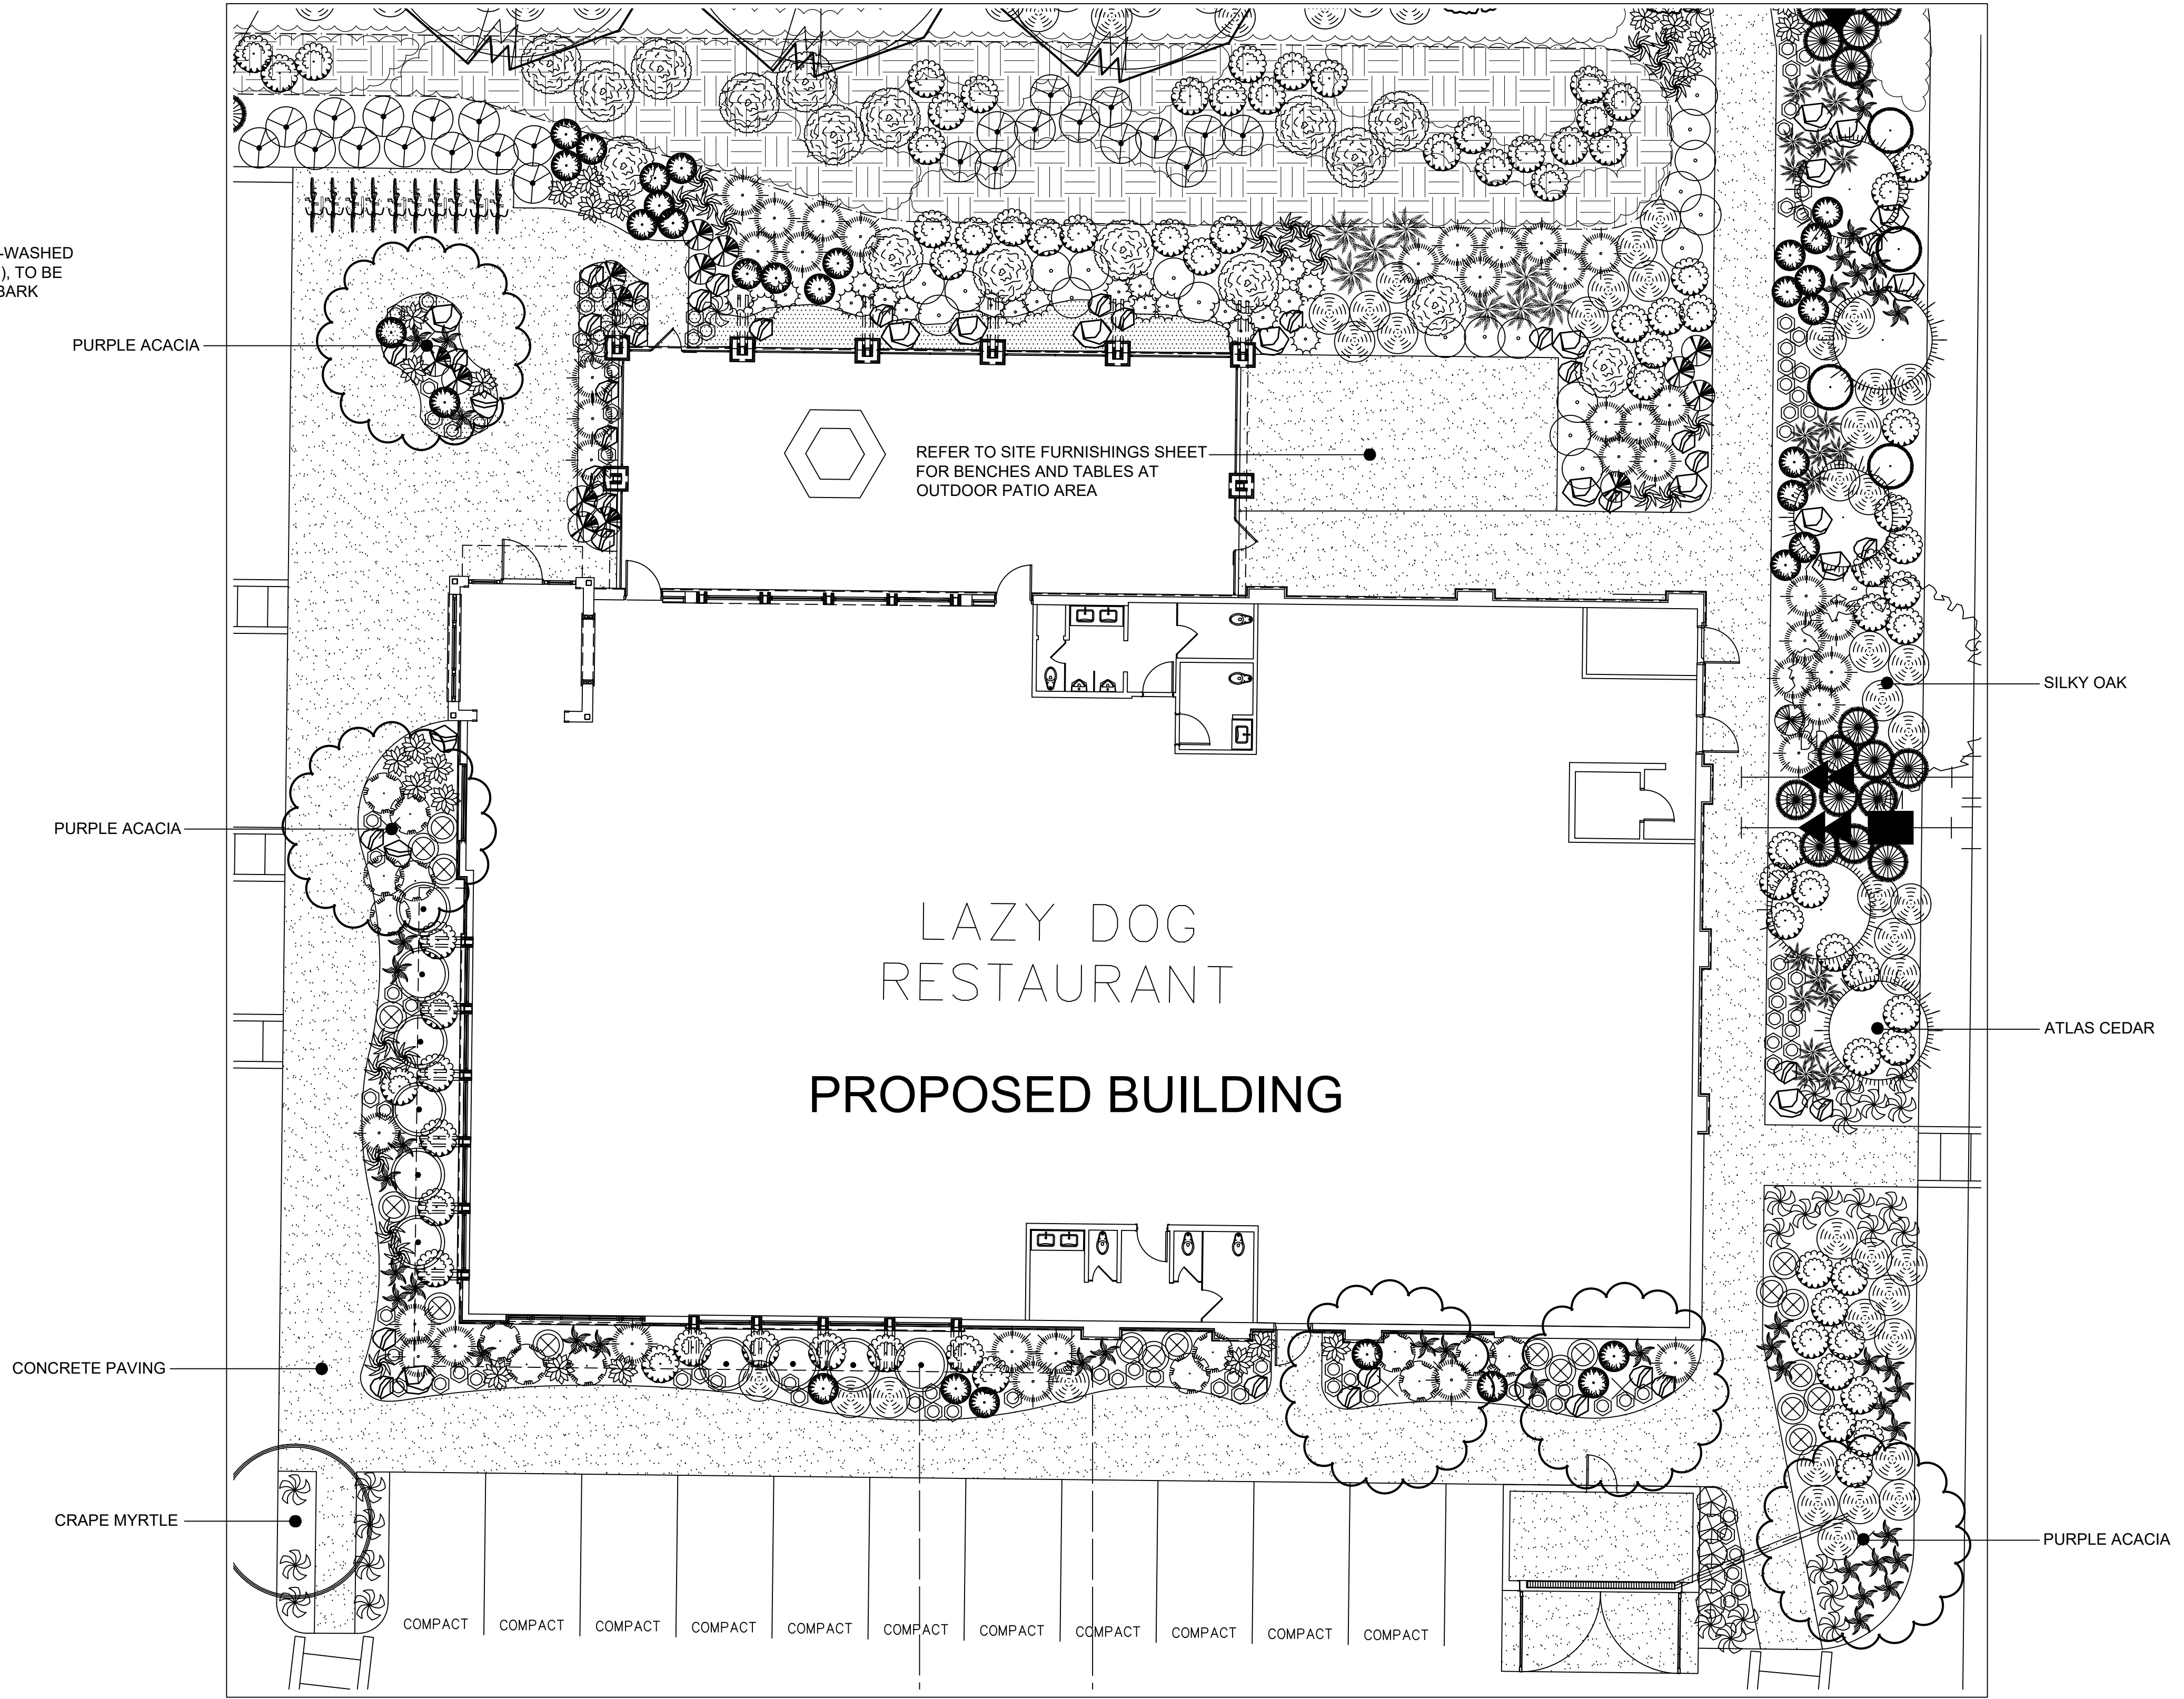 -WASHED
), TO BE
BARK
PURPLE ACACIA
REFER TO SITE FURNISHINGS SHEET
FOR BENCHES AND TABLES AT
OUTDOOR PATIO AREA
SILKY OAK
PURPLE ACACIA
LAZY DOG
RESTAURANT
ATLAS CEDAR
PROPOSED BUILDING
CONCRETE PAVING
CRAPE MYRTLE
PURPLE ACACIA
COMPACT COMPACT COMPACT COMPACT COMPACT COMPACT COMPACT COMPACT COMPACT COMPACT COMPACT